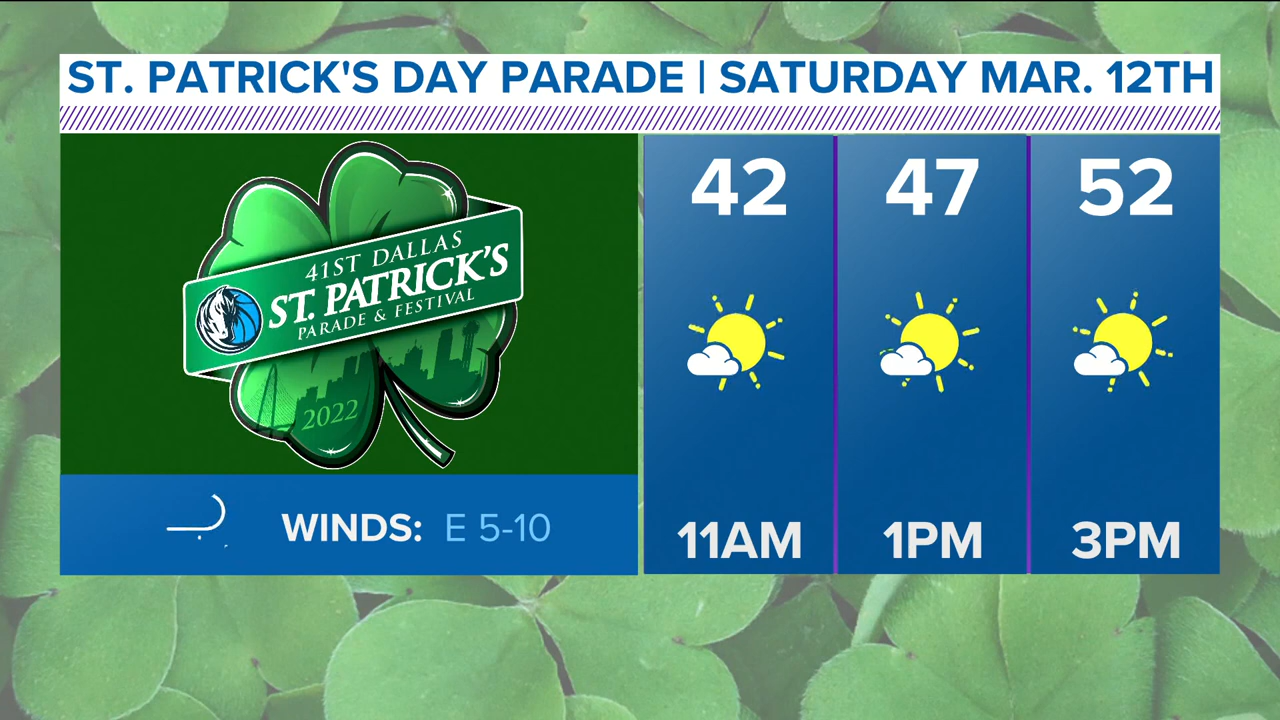 ST. PATRICK'S DAY PARADE | SATURDAY MAR. 12TH
41ST DALLAS
ST. PATRICK'S
PARADE & FESTIVAL
2022
WINDS: E 5-10
42 47 52
11AM 1PM 3PM